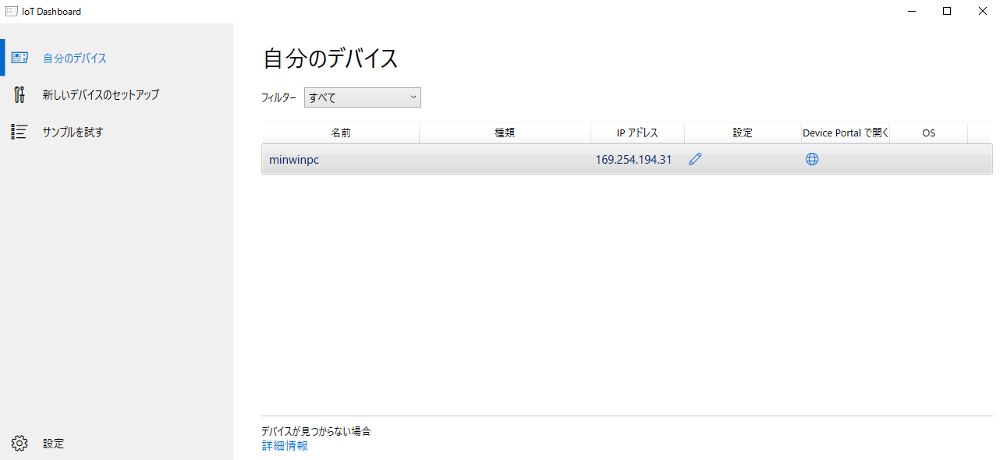 IoT Dashboard
自分のデバイス
新しいデバイスのセットアップ
サンプルを試す
設定
自分のデバイス
フィルター すべて
名前 種類 IP アドレス 設定 Device Portal で開く OS
minwinpc 169.254.194.31
デバイスが見つからない場合
詳細情報